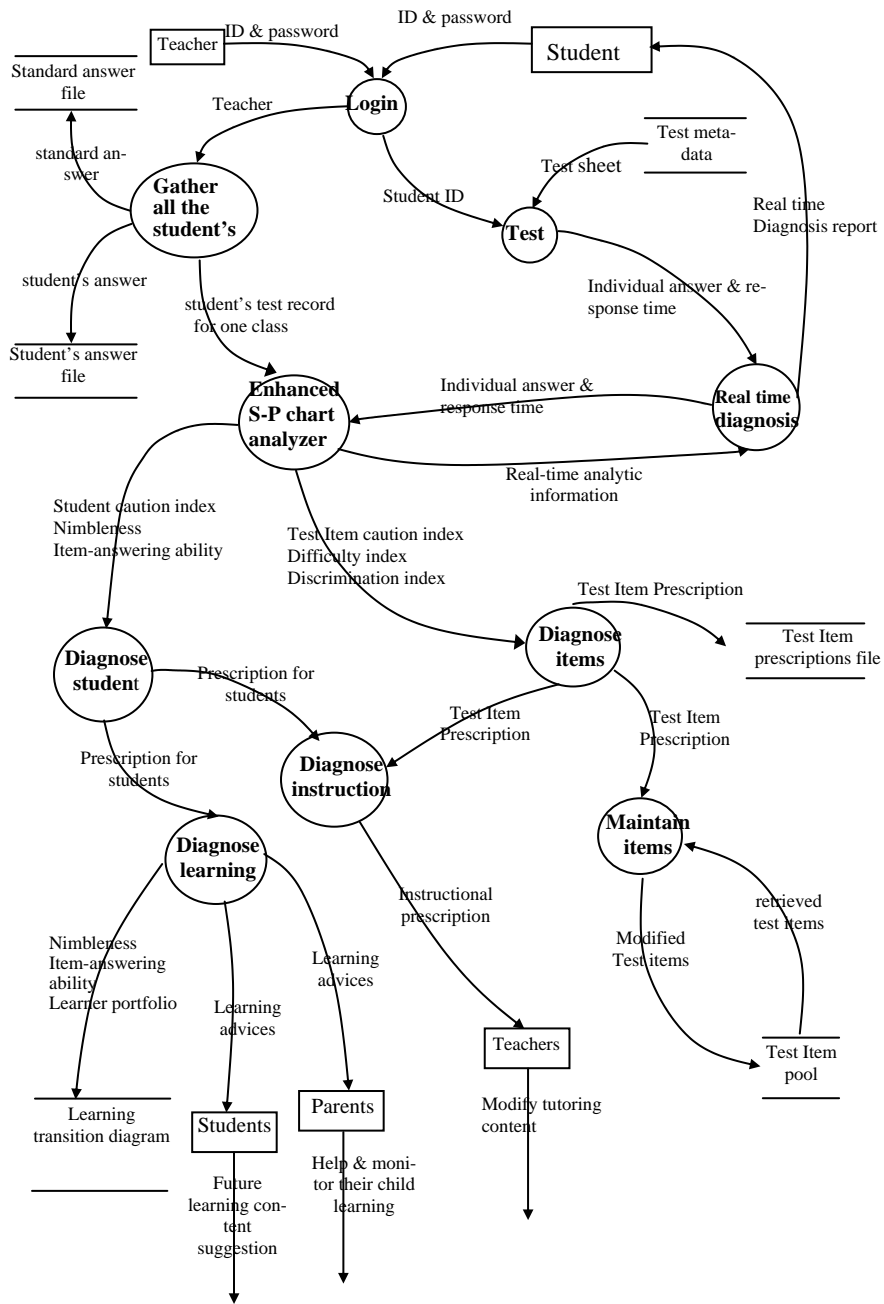 ID & password
ID & password
Teacher
Student
Standard answer
file
Login
Teacher
Test meta-
data
standard an-
swer
Test sheet
Gather
all the
student's
Student ID
Real time
Diagnosis report
Test
student's answer
Individual answer & re-
sponse time
student's test record
for one class
Student's answer
file
Enhanced
S-P chart
analyzer
Individual answer &
response time
Real time
diagnosis
Real-time analytic
information
Student caution index
Nimbleness
Item-answering ability
Test Item caution index
Difficulty index
Discrimination index
Test Item Prescription
Diagnose
items
Test Item
prescriptions file
Diagnose
student
Prescription for
students
Test Item
Prescription
Test Item
Prescription
Prescription for
students
Diagnose
instruction
Maintain
items
Diagnose
learning
Instructional
prescription
retrieved
test items
Nimbleness
Item-answering
ability
Learner portfolio
Learning
advices
Modified
Test items
Learning
advices
Teachers
Test Item
pool
Learning
transition diagram
Students
Parents
Modify tutoring
content
Future
learning con-
tent
suggestion
Help & moni-
tor their child
learning